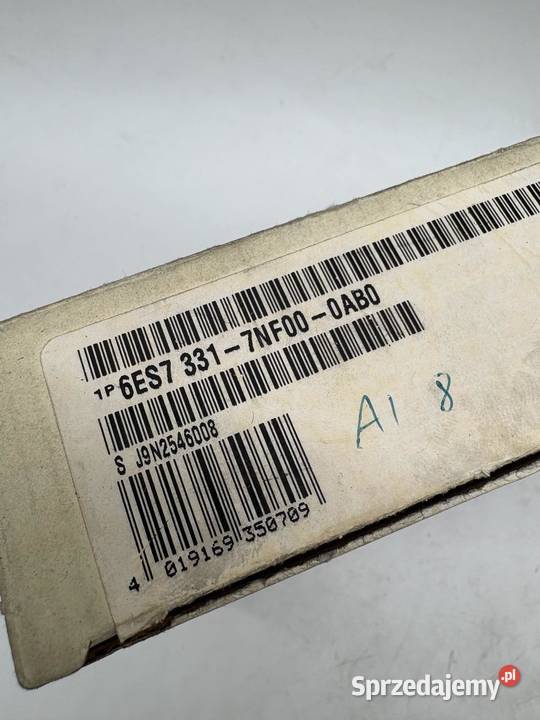 1P 6ES7 331-7NF00-0AB0
S J9N2546008
AI 8
4 019169 350709
Sprzedajemy.pl